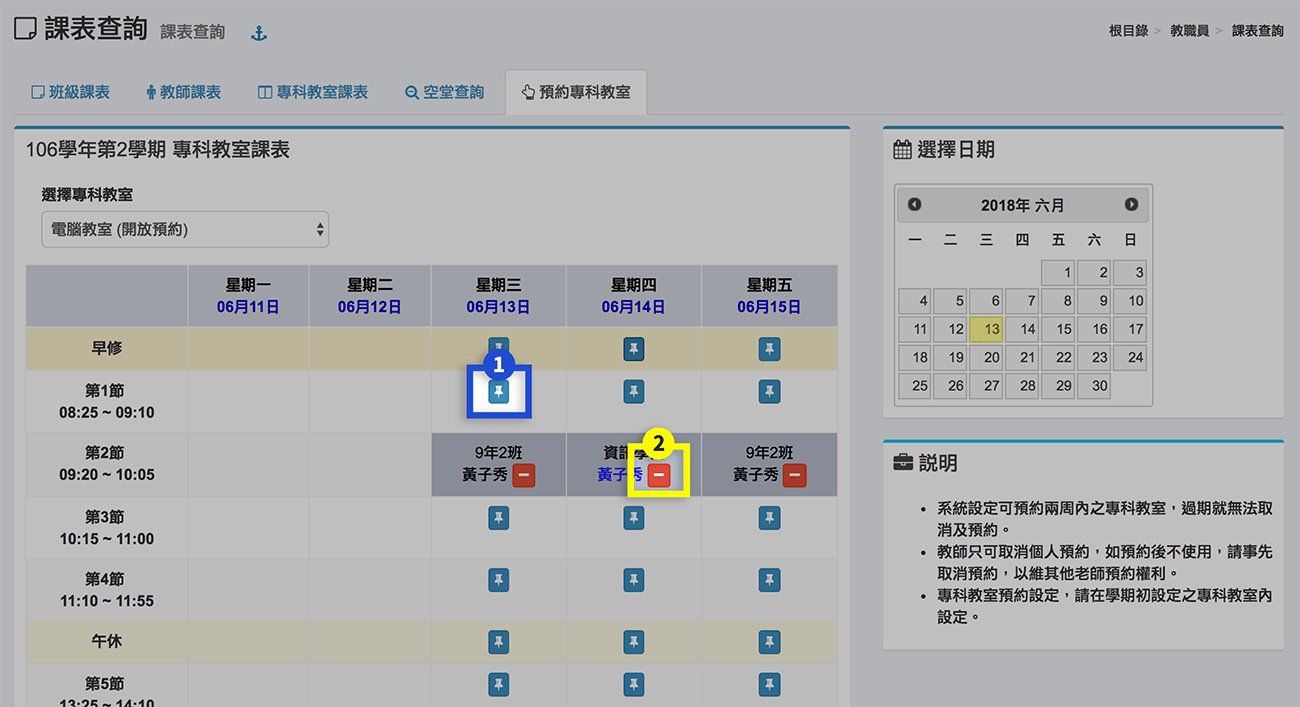 課表查詢 課表查詢
根目錄 > 教職員 > 課表查詢
班級課表 教師課表 專科教室課表 空堂查詢 預約專科教室
106學年第2學期 專科教室課表
選擇專科教室
電腦教室 (開放預約)
星期一 星期二 星期三 星期四 星期五
06月11日 06月12日 06月13日 06月14日 06月15日
早修
1
第1節
08:25 ~ 09:10
2
第2節 9年2班 資訊學 9年2班
09:20 ~ 10:05 黃子秀 黃子秀 黃子秀
第3節
10:15 ~ 11:00
第4節
11:10 ~ 11:55
午休
第5節
13:25 ~ 14:10
選擇日期
2018年 六月
一 二 三 四 五 六 日
1 2 3
4 5 6 7 8 9 10
11 12 13 14 15 16 17
18 19 20 21 22 23 24
25 26 27 28 29 30
説明
• 系統設定可預約兩周內之專科教室，過期就無法取
消及預約。
• 教師只可取消個人預約，如預約後不使用，請事先
取消預約，以維其他老師預約權利。
• 專科教室預約設定，請在學期初設定之專科教室內
設定。